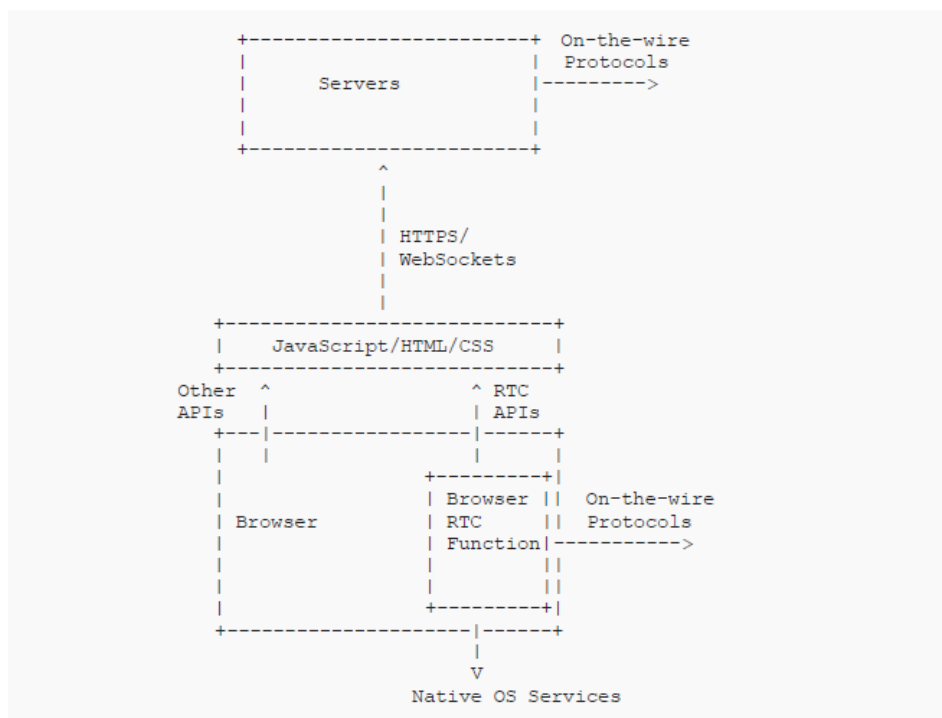 +------------------------+ On-the-wire
| | Protocols
| Servers |--------->
| |
| |
+------------------------+
^
|
|
| HTTPS/
| WebSockets
|
|
+----------------------------+
| JavaScript/HTML/CSS |
+----------------------------+
Other ^ ^ RTC
APIs | | APIs
+---|-----------------|------+
| | | |
| +---------+|
| | Browser || On-the-wire
| Browser | RTC || Protocols
| | Function|----------->
| | ||
| | ||
| +---------+|
+---------------------|------+
|
V
Native OS Services